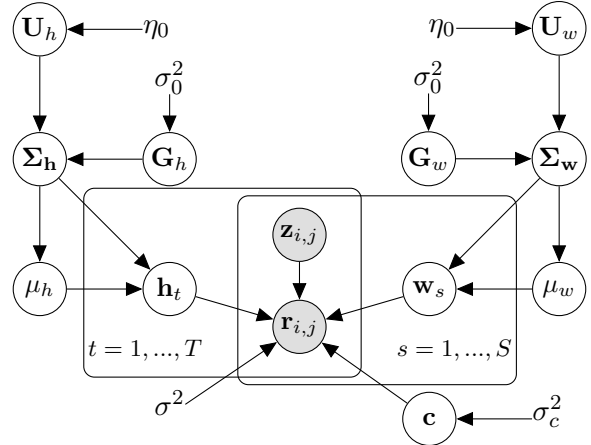 U_h η_0 η_0 U_w
σ_0^2 σ_0^2
Σ_h G_h G_w Σ_w
z_{i,j}
μ_h h_t w_s μ_w
r_{i,j}
t = 1, ..., T s = 1, ..., S
σ^2
c σ_c^2